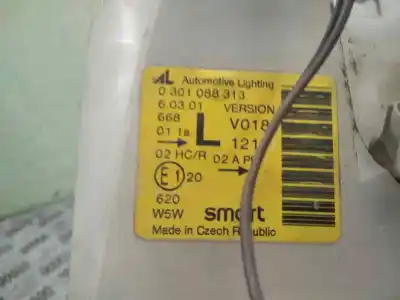 AL Automotive Lighting
0 301 088 313
6.03.01 VERSION
668 L V018
01 1a 121
02 HC/R 02 A
E1 20
620
W5W smart
Made in Czech Republic